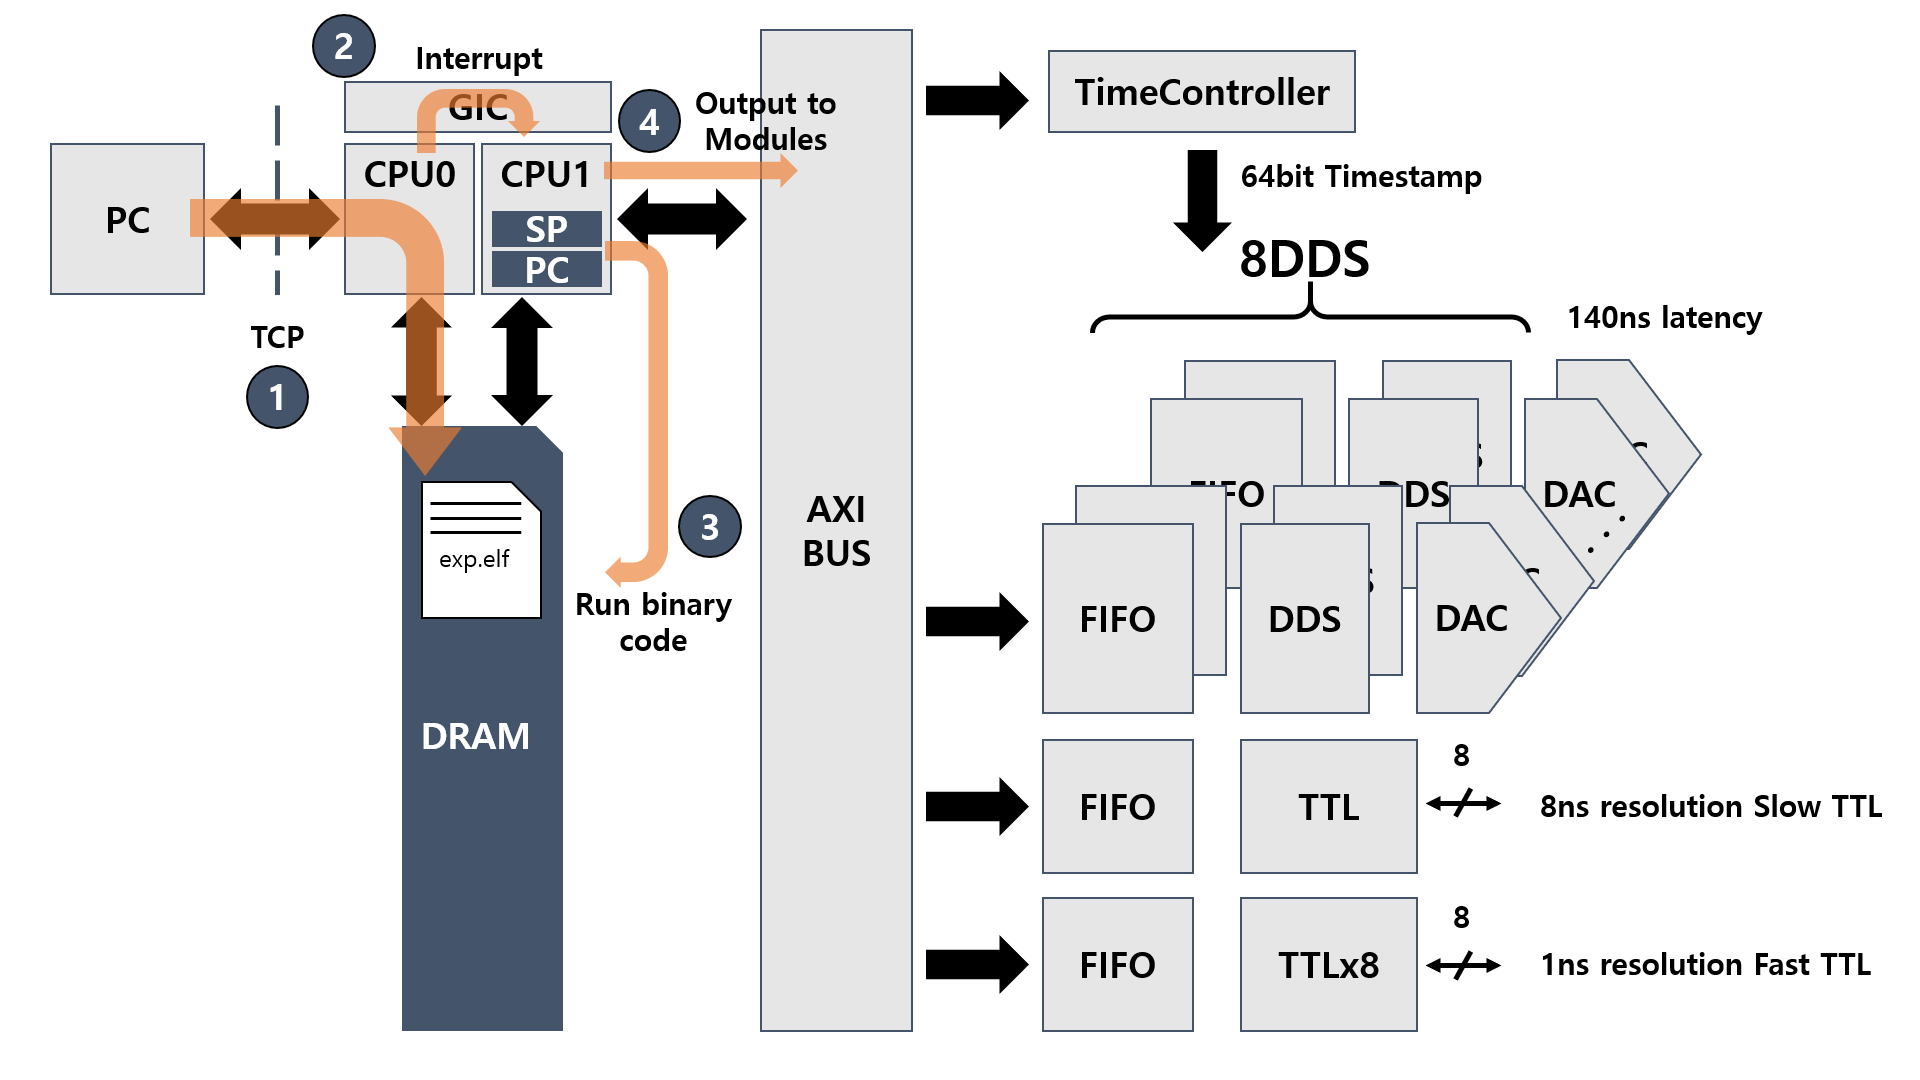 2
Interrupt
GIC
4
Output to
Modules
TimeController
PC
CPU0
CPU1
SP
PC
64bit Timestamp
8DDS
TCP
1
140ns latency
exp.elf
3
Run binary
code
DRAM
AXI
BUS
FIFO
DDS
DAC
. . .
FIFO
DDS
DAC
FIFO
TTL
8
8ns resolution Slow TTL
FIFO
TTLx8
8
1ns resolution Fast TTL